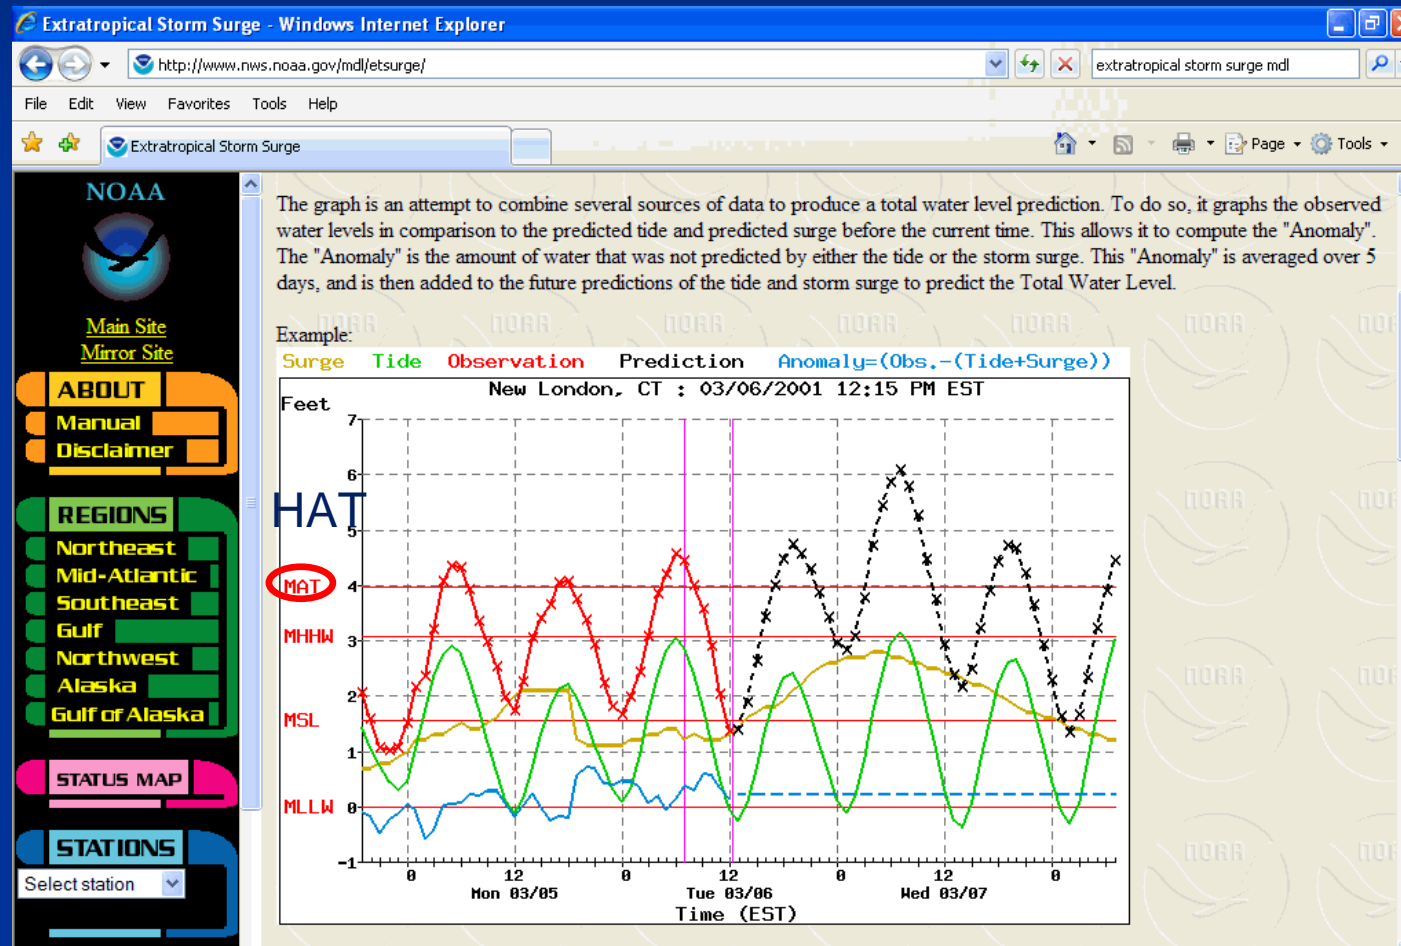 Extratropical Storm Surge - Windows Internet Explorer
http://www.nws.noaa.gov/mdl/etsurge/
extratropical storm surge mdl
File Edit View Favorites Tools Help
Extratropical Storm Surge
Page Tools
NOAA
Main Site
Mirror Site
ABOUT
Manual
Disclaimer
REGIONS
Northeast
Mid-Atlantic
Southeast
Gulf
Northwest
Alaska
Gulf of Alaska
STATUS MAP
STATIONS
Select station
The graph is an attempt to combine several sources of data to produce a total water level prediction. To do so, it graphs the observed
water levels in comparison to the predicted tide and predicted surge before the current time. This allows it to compute the "Anomaly".
The "Anomaly" is the amount of water that was not predicted by either the tide or the storm surge. This "Anomaly" is averaged over 5
days, and is then added to the future predictions of the tide and storm surge to predict the Total Water Level.
Example:
Surge Tide Observation Prediction Anomaly=(Obs.-(Tide+Surge))
New London, CT : 03/06/2001 12:15 PM EST
Feet
7
6
HAT
5
MAT 4
MHHW 3
2
MSL
1
MLLW 0
-1
0 12 0 12 0 12 0
Mon 03/05 Tue 03/06 Wed 03/07
Time (EST)